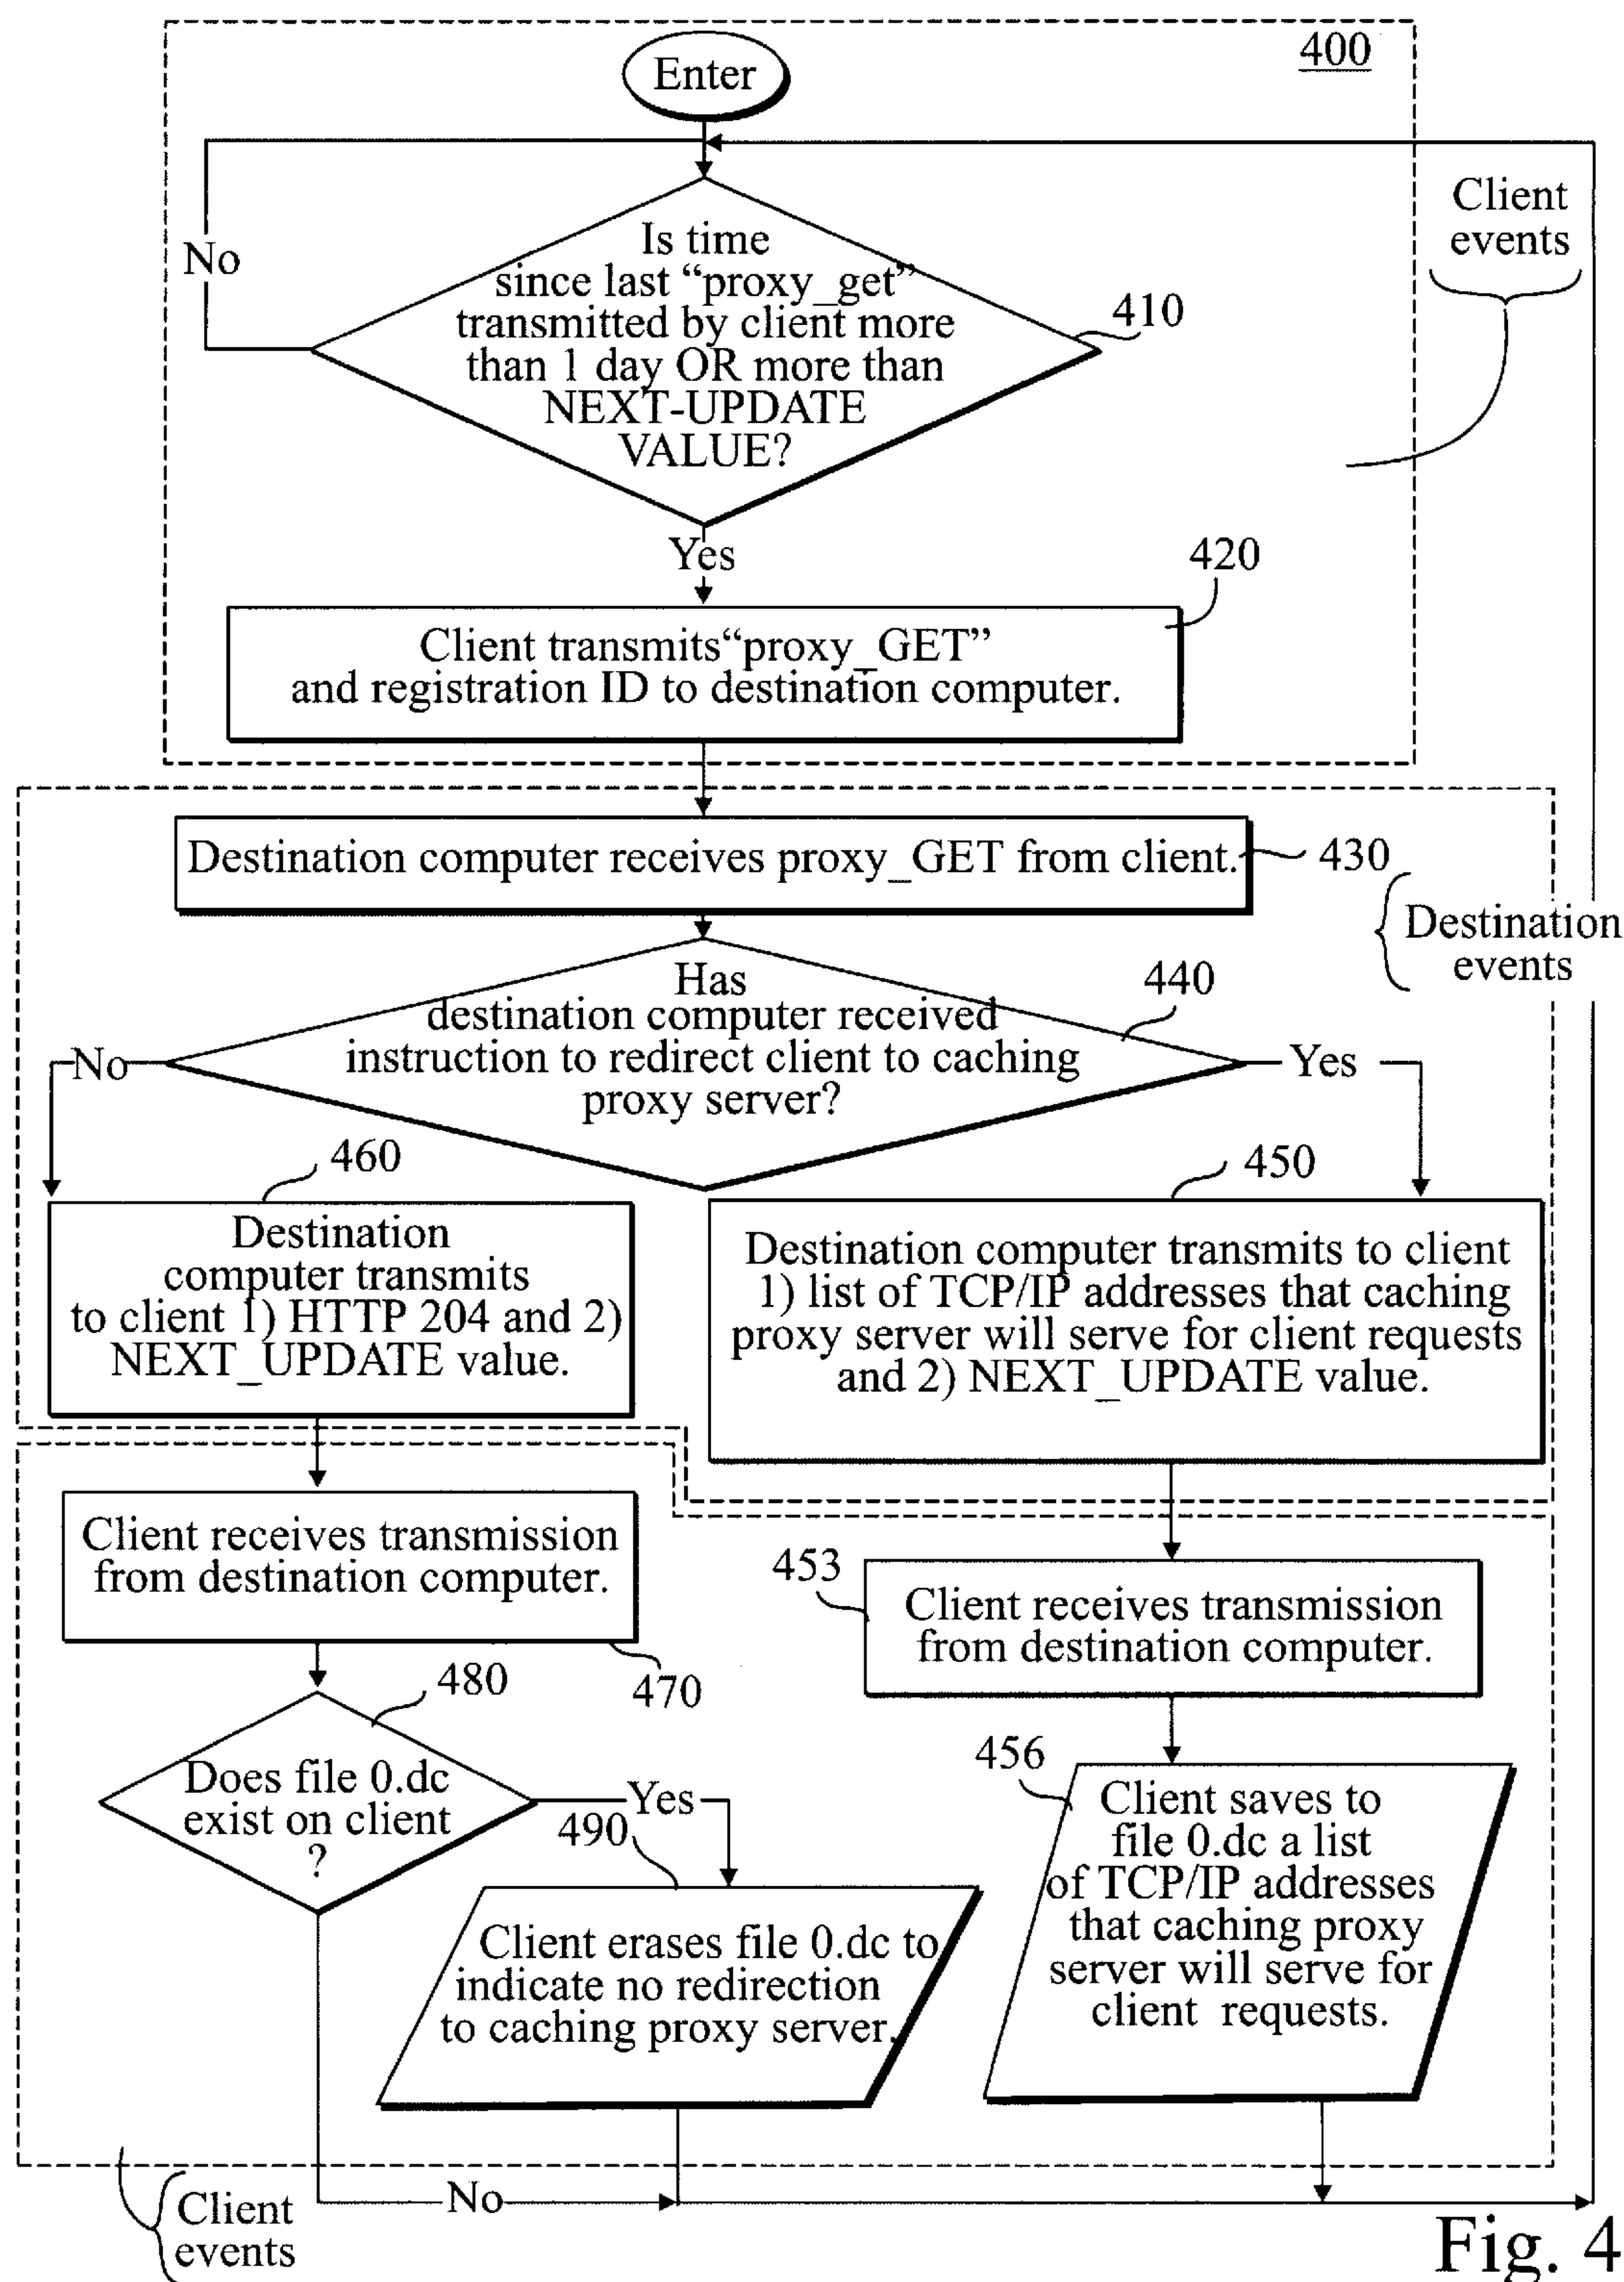 400
Enter
Client
events
No
Is time
since last “proxy_get”
transmitted by client more
than 1 day OR more than
NEXT-UPDATE
VALUE?
410
Yes
420
Client transmits“proxy_GET”
and registration ID to destination computer.
Destination computer receives proxy_GET from client.
430
Destination
events
Has
destination computer received
instruction to redirect client to caching
proxy server?
440
No
Yes
460
450
Destination
computer transmits
to client 1) HTTP 204 and 2)
NEXT_UPDATE value.
Destination computer transmits to client
1) list of TCP/IP addresses that caching
proxy server will serve for client requests
and 2) NEXT_UPDATE value.
Client receives transmission
from destination computer.
470
453
Client receives transmission
from destination computer.
480
Does file 0.dc
exist on client
?
Yes
490
Client erases file 0.dc to
indicate no redirection
to caching proxy server.
456
Client saves to
file 0.dc a list
of TCP/IP addresses
that caching proxy
server will serve for
client requests.
No
Client
events
Fig. 4